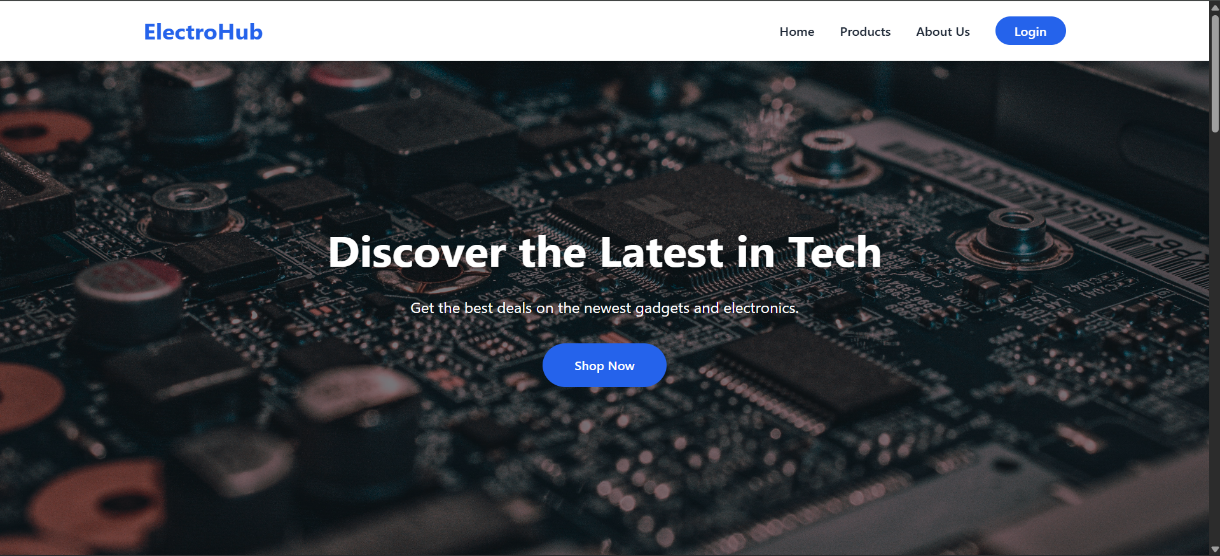 ElectroHub
Home Products About Us Login
Discover the Latest in Tech
Get the best deals on the newest gadgets and electronics.
Shop Now